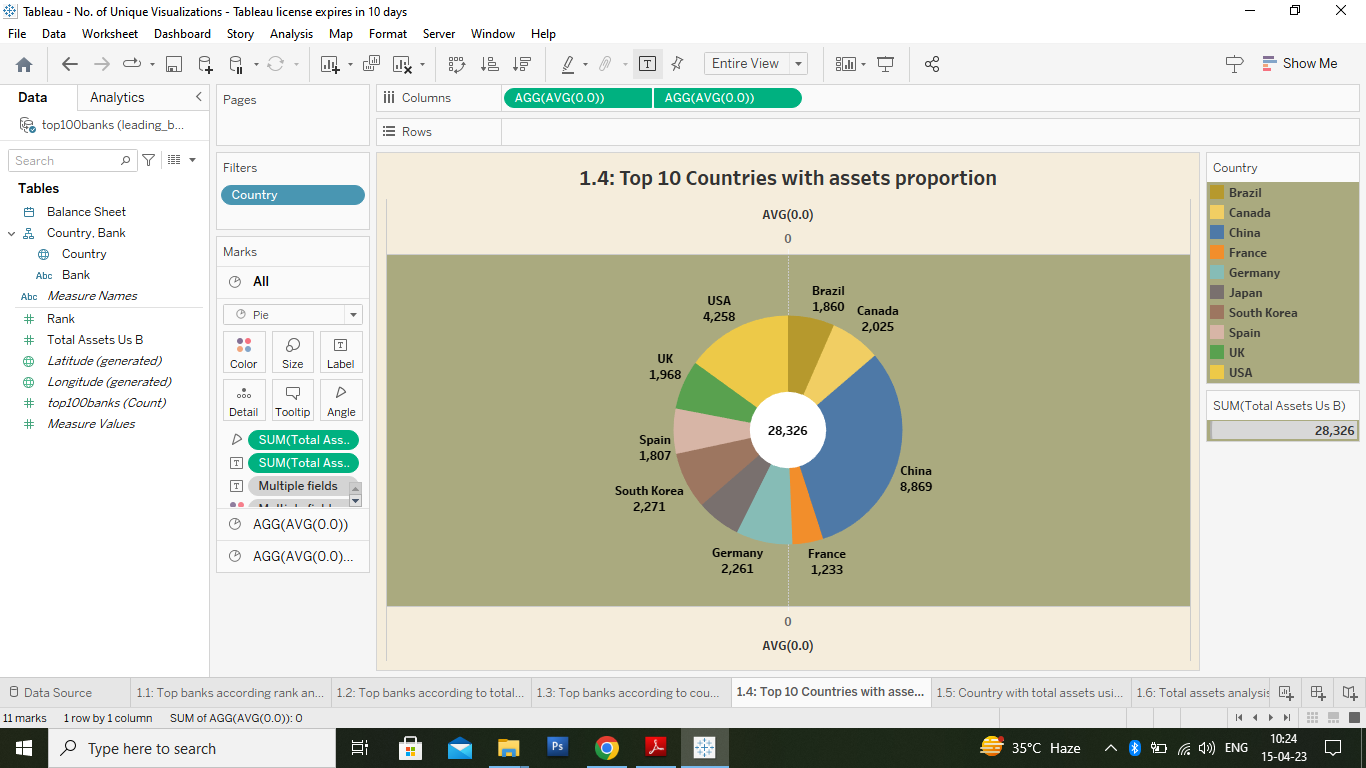 Tableau - No. of Unique Visualizations - Tableau license expires in 10 days
File Data Worksheet Dashboard Story Analysis Map Format Server Window Help
Entire View
Show Me
Data Analytics
top100banks (leading_b...
Search
Tables
Balance Sheet
Country, Bank
Country
Abc Bank
Abc Measure Names
Rank
Total Assets Us B
Latitude (generated)
Longitude (generated)
top100banks (Count)
Measure Values
Pages
Filters
Country
Marks
All
Pie
Color Size Label
Detail Tooltip Angle
SUM(Total Ass..
SUM(Total Ass..
Multiple fields
AGG(AVG(0.0))
AGG(AVG(0.0)...
Columns AGG(AVG(0.0)) AGG(AVG(0.0))
Rows
1.4: Top 10 Countries with assets proportion
AVG(0.0)
0
Brazil
1,860
Canada
2,025
China
8,869
France
1,233
Germany
2,261
South Korea
2,271
Spain
1,807
UK
1,968
USA
4,258
28,326
0
AVG(0.0)
Country
Brazil
Canada
China
France
Germany
Japan
South Korea
Spain
UK
USA
SUM(Total Assets Us B)
28,326
Data Source 1.1: Top banks according rank an... 1.2: Top banks according to total... 1.3: Top banks according to cou... 1.4: Top 10 Countries with asse... 1.5: Country with total assets usi... 1.6: Total assets analysis
11 marks 1 row by 1 column SUM of AGG(AVG(0.0)): 0
Type here to search
Ps
35°C Haze
ENG
10:24
15-04-23